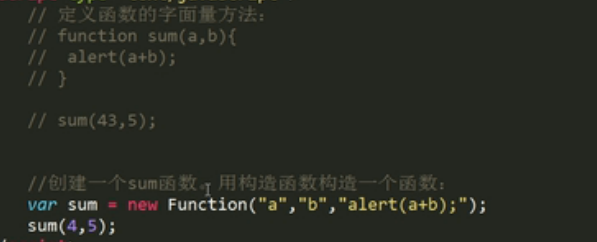 // 定义函数的字面量方法：
// function sum(a,b){
//  alert(a+b);
// }
// sum(43,5);
//创建一个sum函数。用构造函数构造一个函数：
var sum = new Function("a","b","alert(a+b);");
sum(4,5);